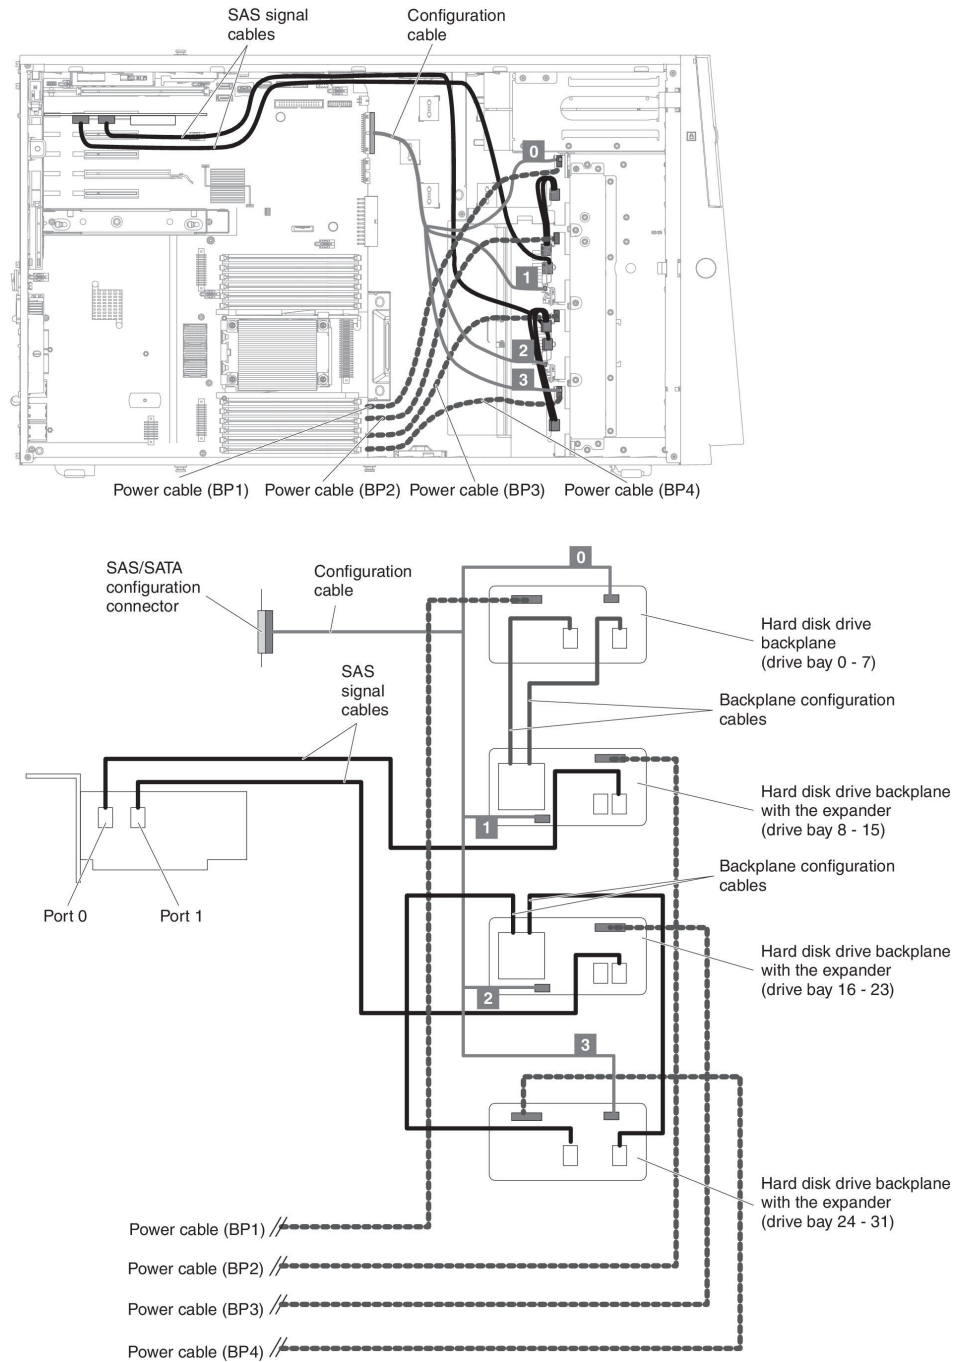 SAS signal
cables
Configuration
cable
0
1
2
3
Power cable (BP1)
Power cable (BP2)
Power cable (BP3)
Power cable (BP4)
0
SAS/SATA
configuration
connector
Configuration
cable
Hard disk drive
backplane
(drive bay 0 - 7)
SAS
signal
cables
Backplane configuration
cables
Hard disk drive backplane
with the expander
(drive bay 8 - 15)
1
Backplane configuration
cables
Port 0
Port 1
Hard disk drive backplane
with the expander
(drive bay 16 - 23)
2
3
Hard disk drive backplane
with the expander
(drive bay 24 - 31)
Power cable (BP1)
Power cable (BP2)
Power cable (BP3)
Power cable (BP4)